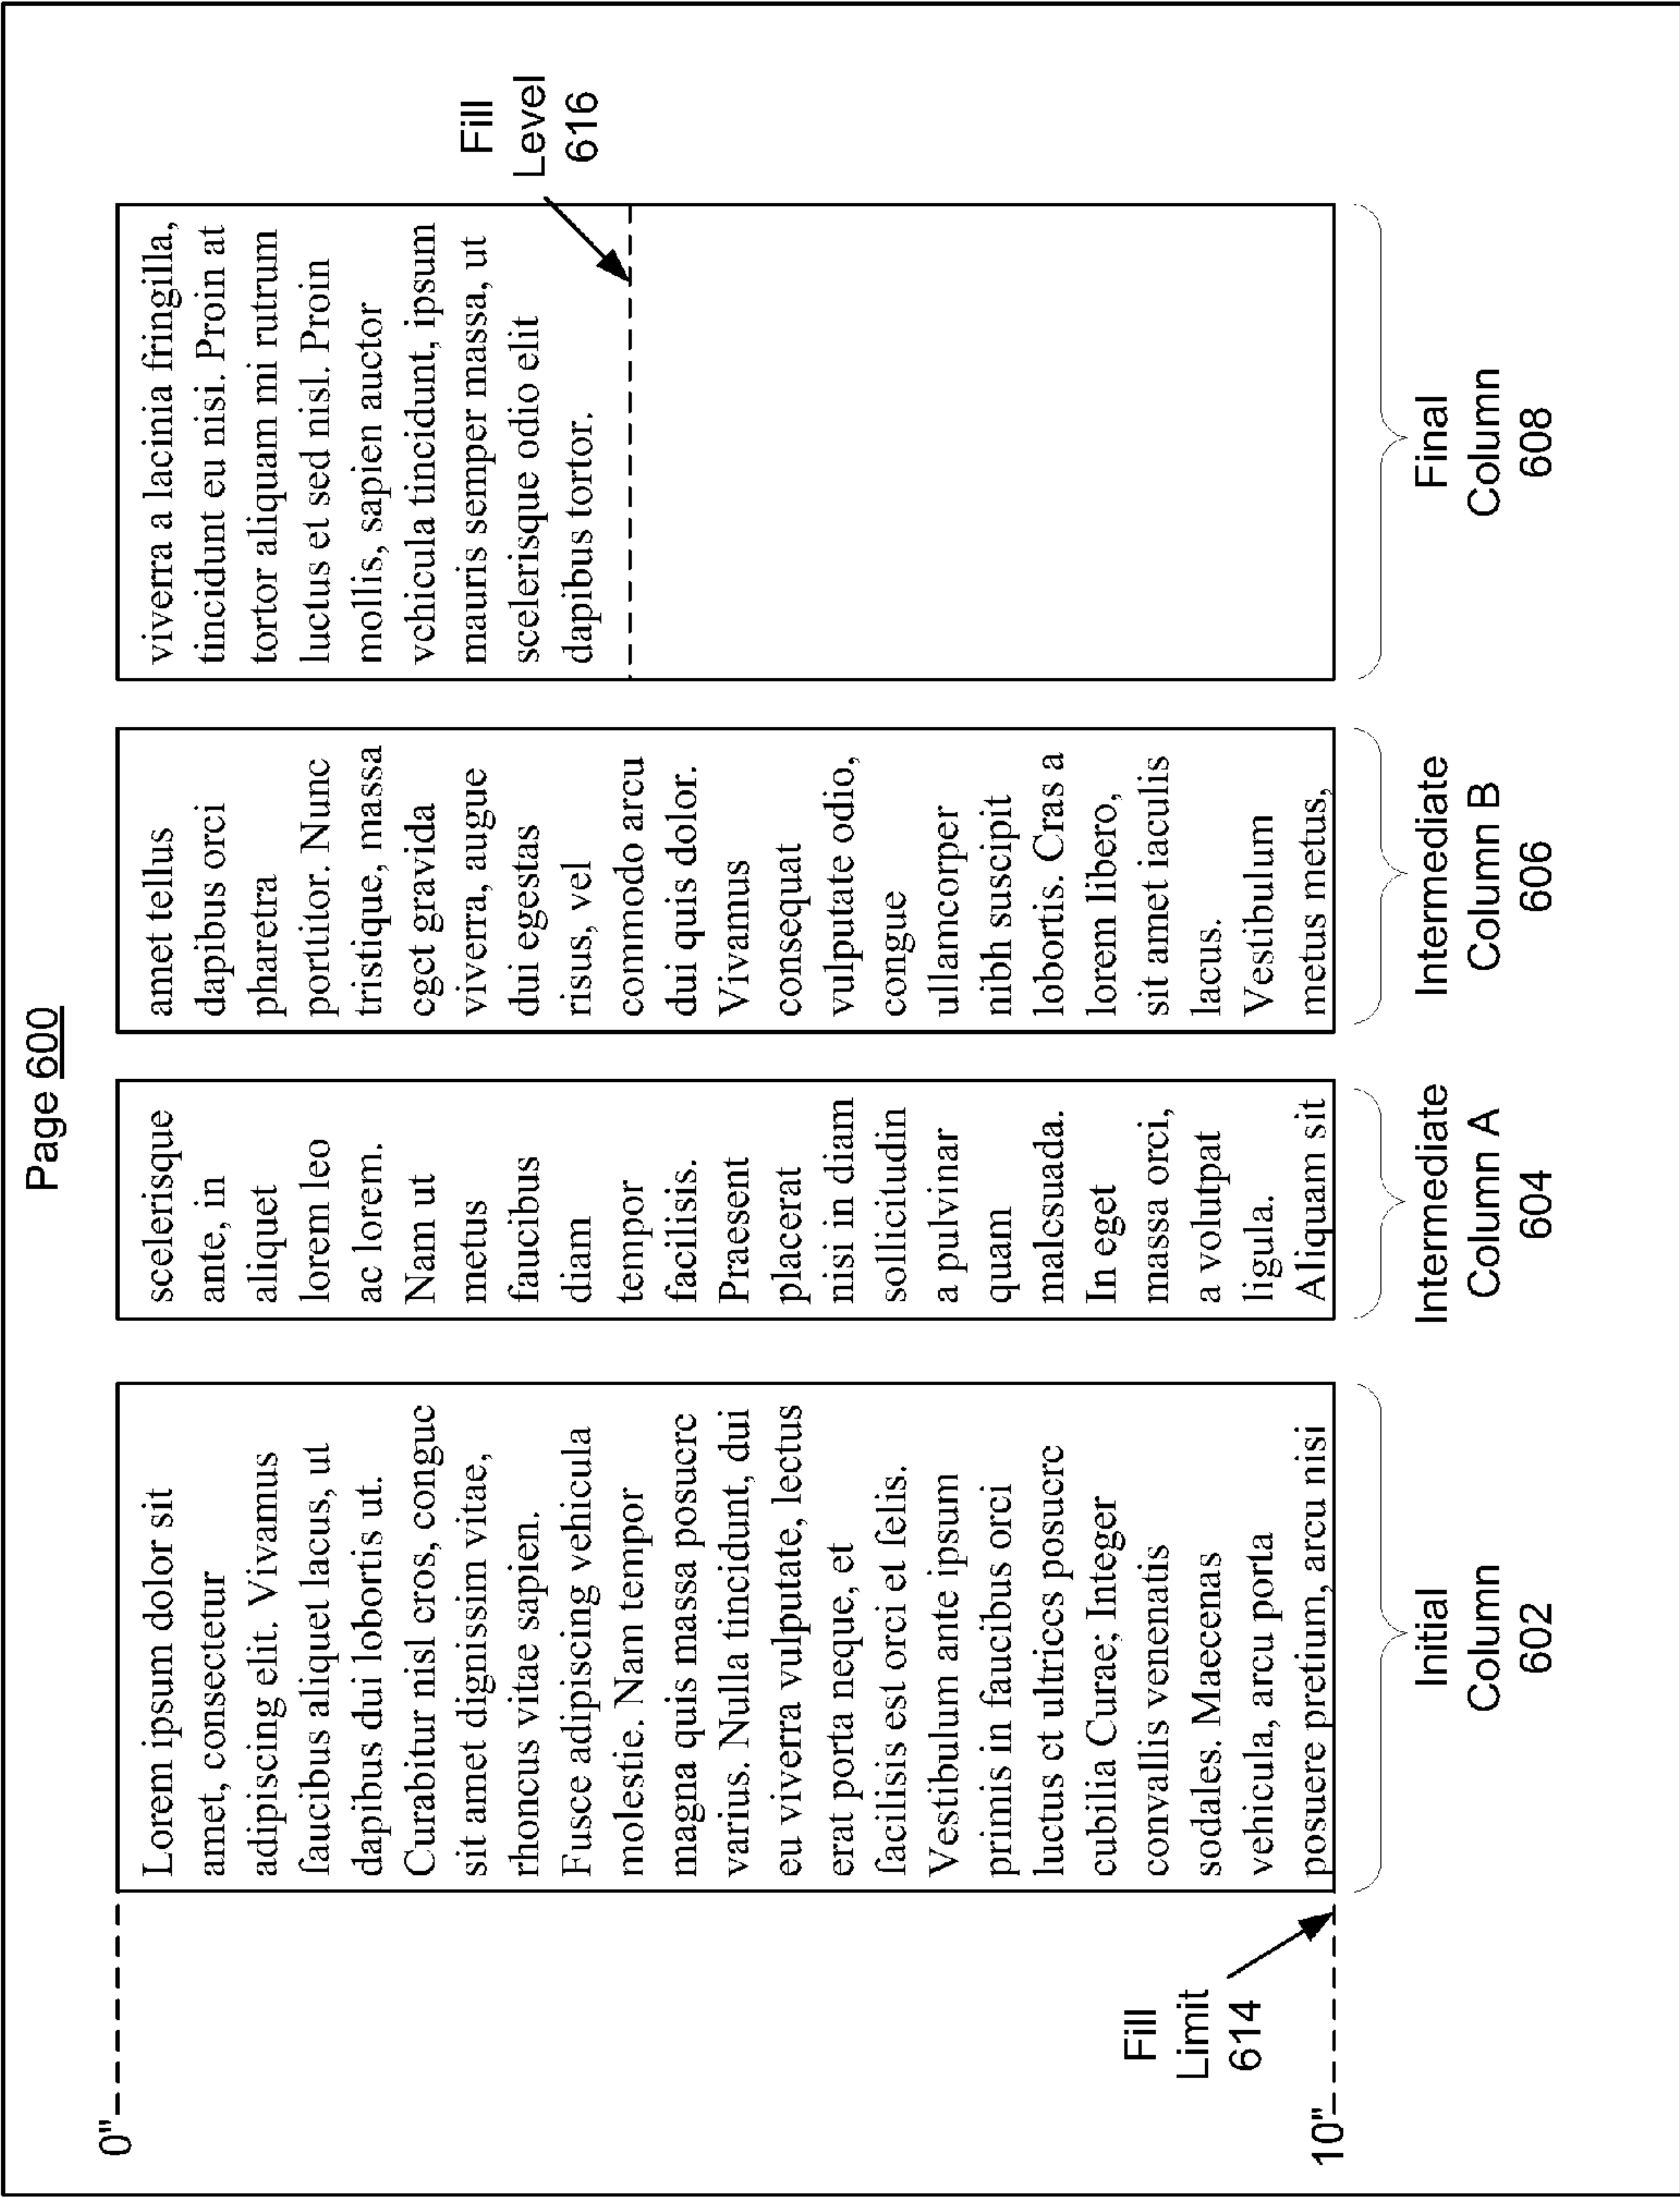 Page 600
0"
Lorem ipsum dolor sit
amet, consectetur
adipiscing elit. Vivamus
faucibus aliquet lacus, ut
dapibus dui lobortis ut.
Curabitur nisl eros, congue
sit amet dignissim vitae,
rhoncus vitae sapien.
Fusce adipiscing vehicula
molestie. Nam tempor
magna quis massa posuere
varius. Nulla tincidunt, dui
eu viverra vulputate, lectus
erat porta neque, et
facilisis est orci et felis.
Vestibulum ante ipsum
primis in faucibus orci
luctus et ultrices posuere
cubilia Curae; Integer
convallis venenatis
sodales. Maecenas
vehicula, arcu porta
posuere pretium, arcu nisi
scelerisque
ante, in
aliquet
lorem leo
ac lorem.
Nam ut
metus
faucibus
diam
tempor
facilisis.
Praesent
placerat
nisi in diam
sollicitudin
a pulvinar
quam
malesuada.
In eget
massa orci,
a volutpat
ligula.
Aliquam sit
amet tellus
dapibus orci
pharetra
portitor. Nunc
tristique, massa
eget gravida
viverra, augue
dui egestas
risus, vel
commodo arcu
dui quis dolor.
Vivamus
consequat
vulputate odio,
congue
ullamcorper
nibh suscipit
lobortis. Cras a
lorem libero,
sit amet iaculis
lacus.
Vestibulum
metus metus,
viverra a lacinia fringilla,
tincidunt eu nisi. Proin at
tortor aliquam mi rutrum
luctus et sed nisl. Proin
mollis, sapien auctor
vehicula tincidunt, ipsum
mauris semper massa, ut
scelerisque odio elit
dapibus tortor.
Fill
Level
616
Fill
Limit
614
10"
Initial
Column
602
Intermediate
Column A
604
Intermediate
Column B
606
Final
Column
608